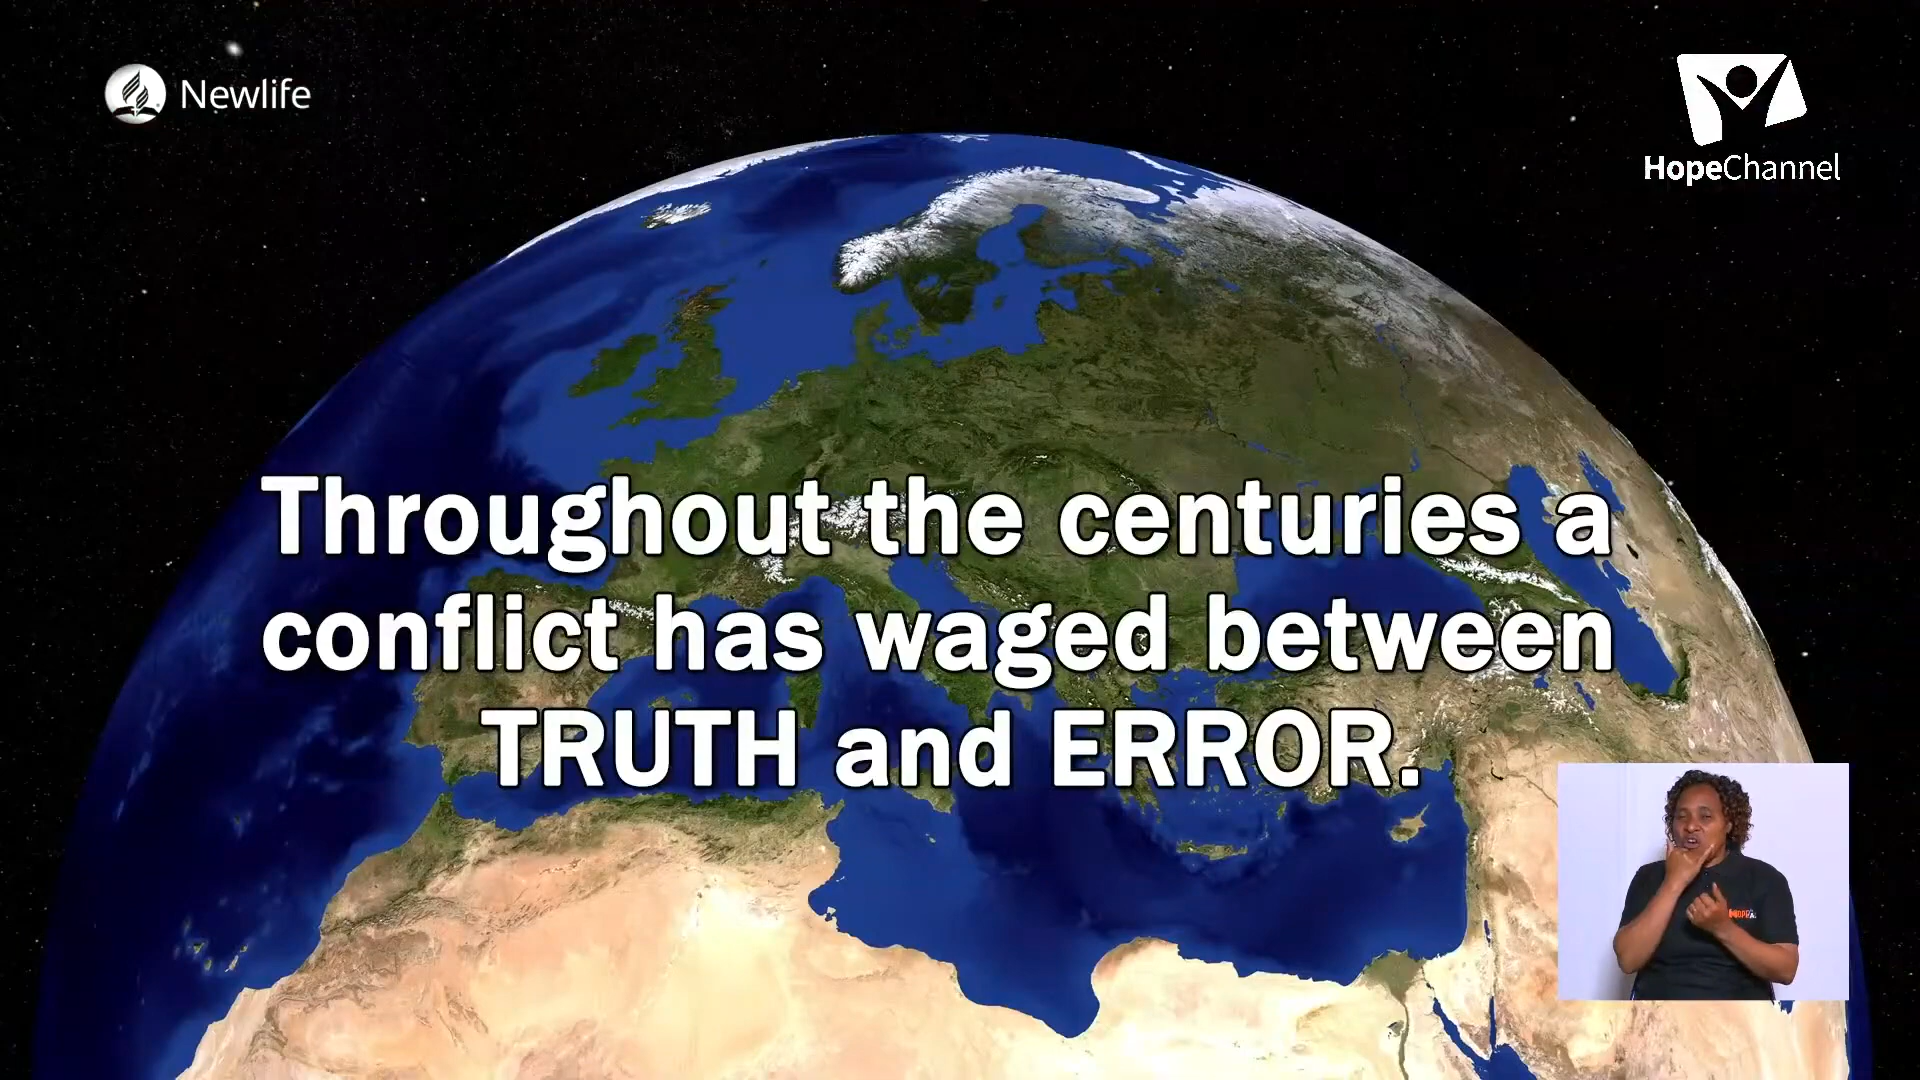 Newlife
HopeChannel
Throughout the centuries a
conflict has waged between
TRUTH and ERROR.